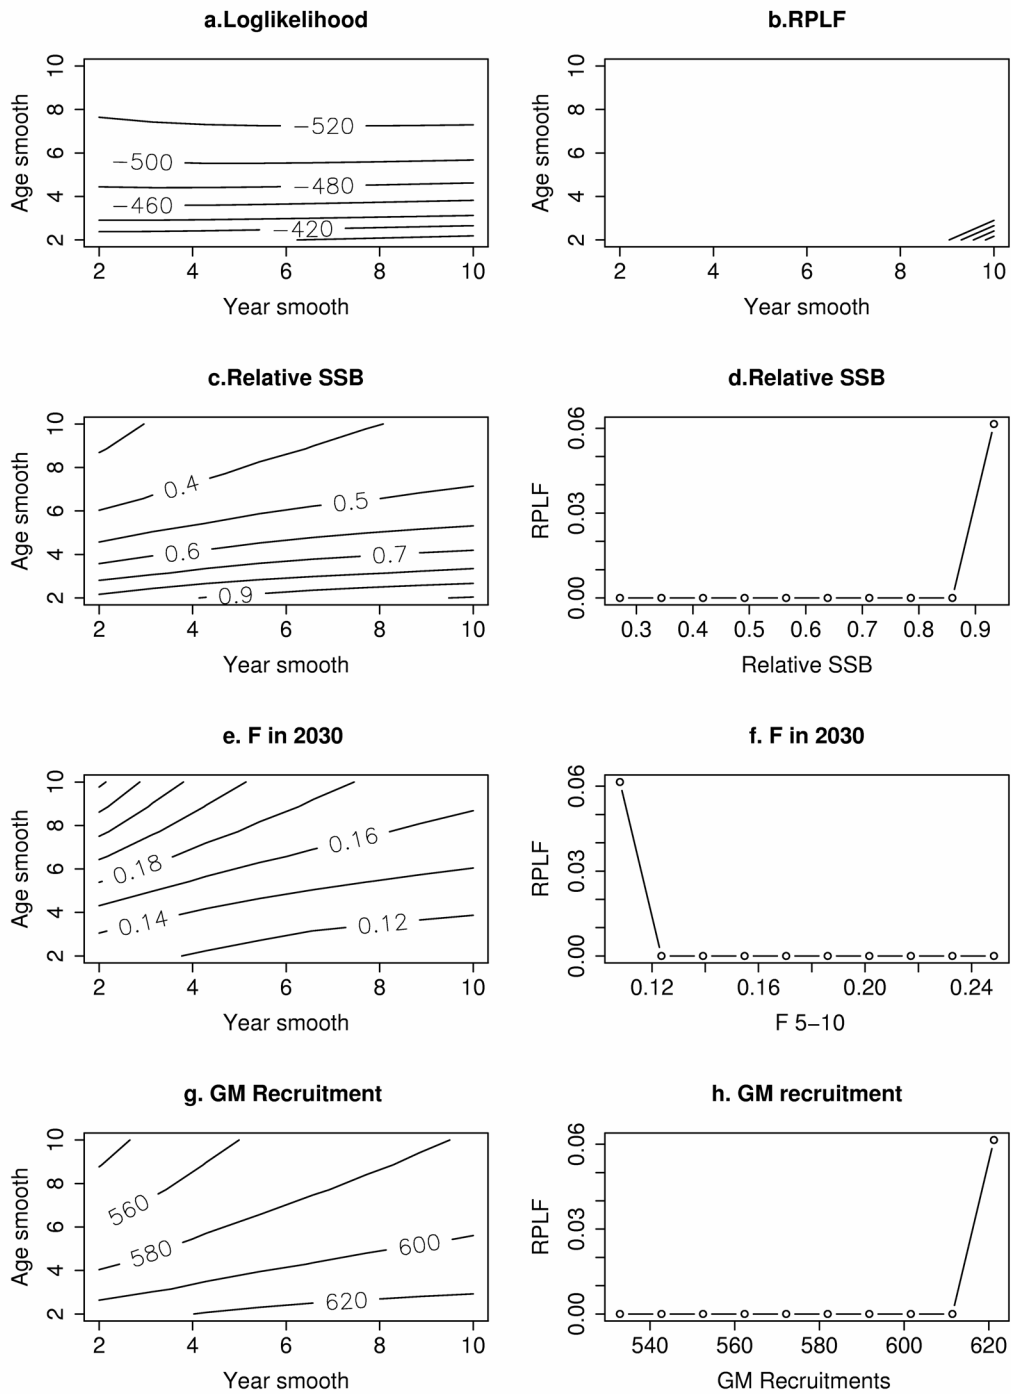 a.Loglikelihood
Age smooth
10
8
6
4
2
−520
−500
−480
−460
−420
2 4 6 8 10
Year smooth
b.RPLF
Age smooth
10
8
6
4
2
2 4 6 8 10
Year smooth
c.Relative SSB
Age smooth
10
8
6
4
2
0.4
0.5
0.6
0.7
0.9
2 4 6 8 10
Year smooth
d.Relative SSB
RPLF
0.06
0.03
0.00
0.3 0.4 0.5 0.6 0.7 0.8 0.9
Relative SSB
e. F in 2030
Age smooth
10
8
6
4
2
0.18
0.16
0.14
0.12
2 4 6 8 10
Year smooth
f. F in 2030
RPLF
0.06
0.03
0.00
0.12 0.16 0.20 0.24
F 5−10
g. GM Recruitment
Age smooth
10
8
6
4
2
560
580
600
620
2 4 6 8 10
Year smooth
h. GM recruitment
RPLF
0.06
0.03
0.00
540 560 580 600 620
GM Recruitments